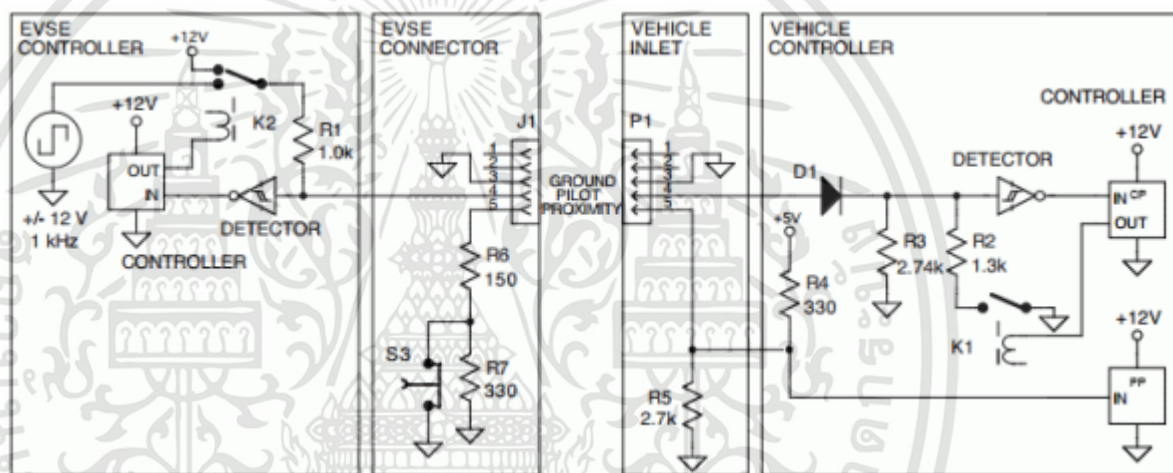 EVSE
CONTROLLER
+12V
+12V
K2
R1
1.0k
OUT
IN
+/- 12 V
1 kHz
DETECTOR
CONTROLLER
EVSE
CONNECTOR
J1
1
2
3
4
5
GROUND
PILOT
PROXIMITY
R6
150
S3
R7
330
VEHICLE
INLET
P1
1
2
3
4
5
R5
2.7k
VEHICLE
CONTROLLER
CONTROLLER
+12V
D1
DETECTOR
+5V
IN CP
OUT
R3
2.74k
R2
1.3k
R4
330
K1
+12V
PP
IN